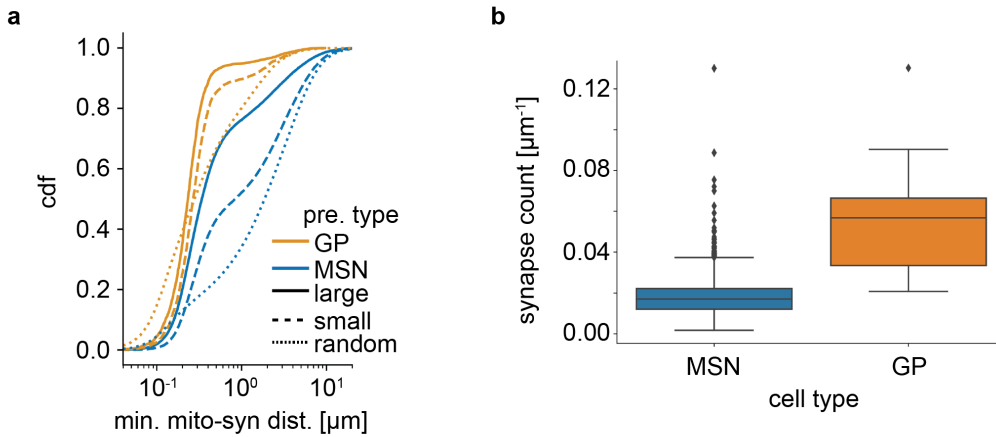 a
cdf
1.0
0.8
0.6
0.4
0.2
0.0
pre. type
GP
MSN
large
small
random
10⁻¹ 10⁰ 10¹
min. mito-syn dist. [µm]
b
synapse count [µm⁻¹]
0.12
0.08
0.04
0.00
MSN GP
cell type